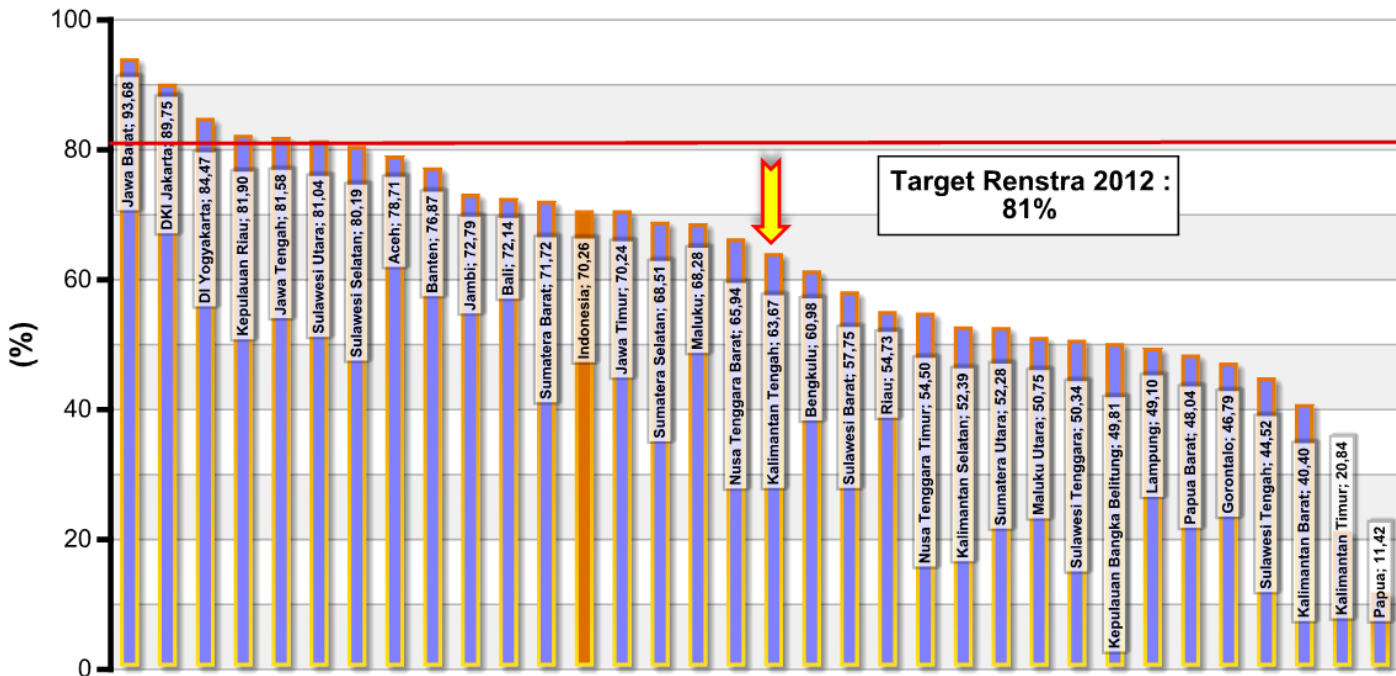 100
80
60
40
20
0
(%)
Jawa Barat; 93,68
DKI Jakarta; 89,75
DI Yogyakarta; 84,47
Kepulauan Riau; 81,90
Jawa Tengah; 81,58
Sulawesi Utara; 81,04
Sulawesi Selatan; 80,19
Aceh; 78,71
Banten; 76,87
Jambi; 72,79
Bali; 72,14
Sumatera Barat; 71,72
Indonesia; 70,26
Jawa Timur; 70,24
Sumatera Selatan; 68,51
Maluku; 68,28
Nusa Tenggara Barat; 65,94
Kalimantan Tengah; 63,67
Bengkulu; 60,98
Sulawesi Barat; 57,75
Riau; 54,73
Nusa Tenggara Timur; 54,50
Kalimantan Selatan; 52,39
Sumatera Utara; 52,28
Maluku Utara; 50,75
Sulawesi Tenggara; 50,34
Kepulauan Bangka Belitung; 49,81
Lampung; 49,10
Papua Barat; 48,04
Gorontalo; 46,79
Sulawesi Tengah; 44,52
Kalimantan Barat; 40,40
Kalimantan Timur; 20,84
Papua; 11,42
Target Renstra 2012 :
81%